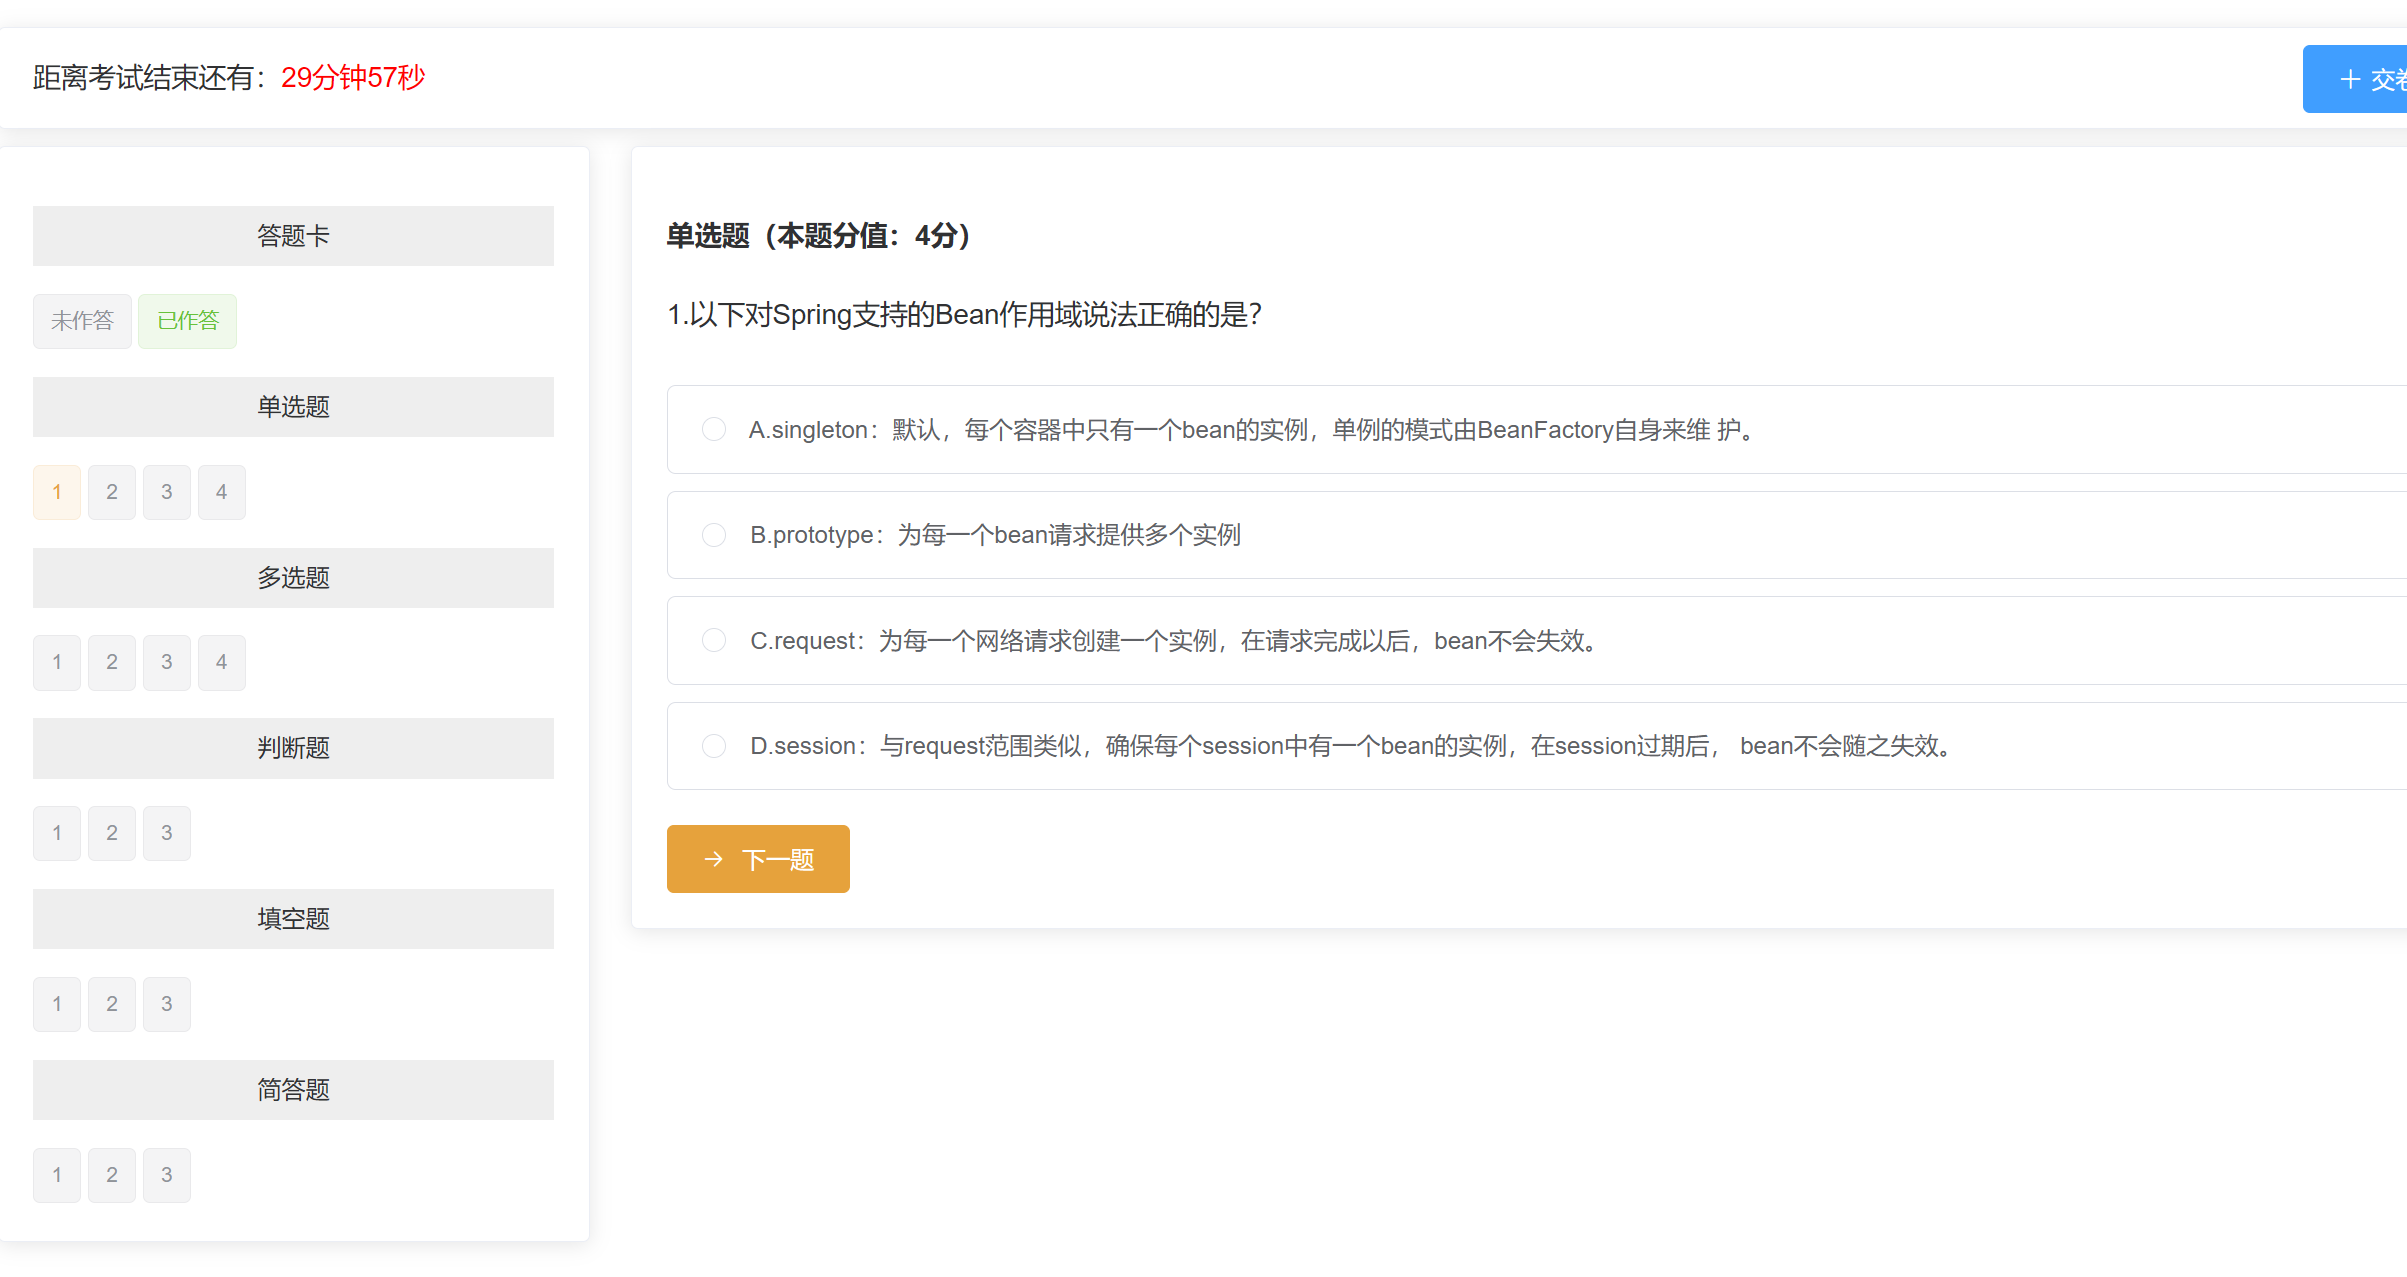 距离考试结束还有：29分钟57秒
交卷
答题卡
未作答 已作答
单选题
1 2 3 4
多选题
1 2 3 4
判断题
1 2 3
填空题
1 2 3
简答题
1 2 3
单选题（本题分值：4分）
1.以下对Spring支持的Bean作用域说法正确的是？
A.singleton：默认，每个容器中只有一个bean的实例，单例的模式由BeanFactory自身来维 护。
B.prototype：为每一个bean请求提供多个实例
C.request：为每一个网络请求创建一个实例，在请求完成以后，bean不会失效。
D.session：与request范围类似，确保每个session中有一个bean的实例，在session过期后， bean不会随之失效。
下一题